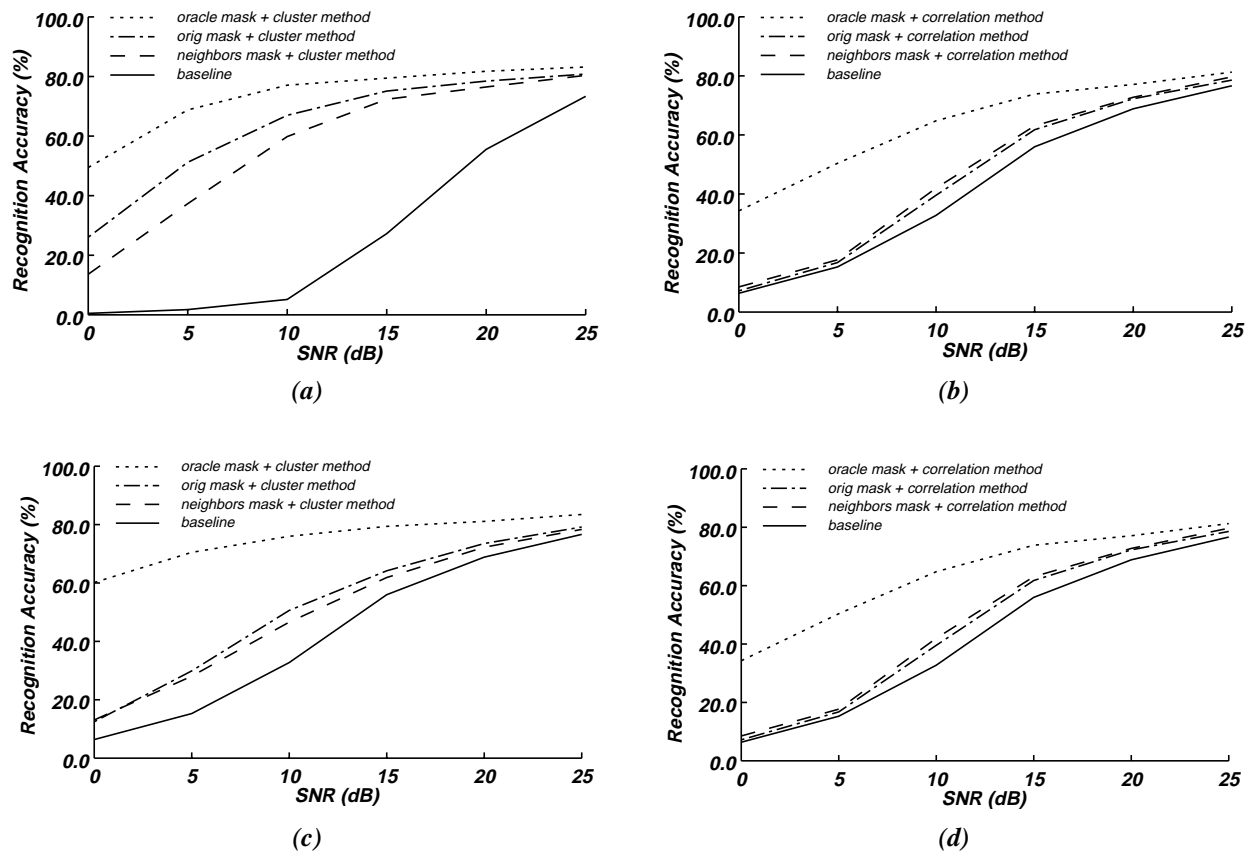 oracle mask + cluster method
orig mask + cluster method
neighbors mask + cluster method
baseline
Recognition Accuracy (%)
100.0
80.0
60.0
40.0
20.0
0.0
0 5 10 15 20 25
SNR (dB)
(a)
oracle mask + correlation method
orig mask + correlation method
neighbors mask + correlation method
baseline
Recognition Accuracy (%)
100.0
80.0
60.0
40.0
20.0
0.0
0 5 10 15 20 25
SNR (dB)
(b)
oracle mask + cluster method
orig mask + cluster method
neighbors mask + cluster method
baseline
Recognition Accuracy (%)
100.0
80.0
60.0
40.0
20.0
0.0
0 5 10 15 20 25
SNR (dB)
(c)
oracle mask + correlation method
orig mask + correlation method
neighbors mask + correlation method
baseline
Recognition Accuracy (%)
100.0
80.0
60.0
40.0
20.0
0.0
0 5 10 15 20 25
SNR (dB)
(d)